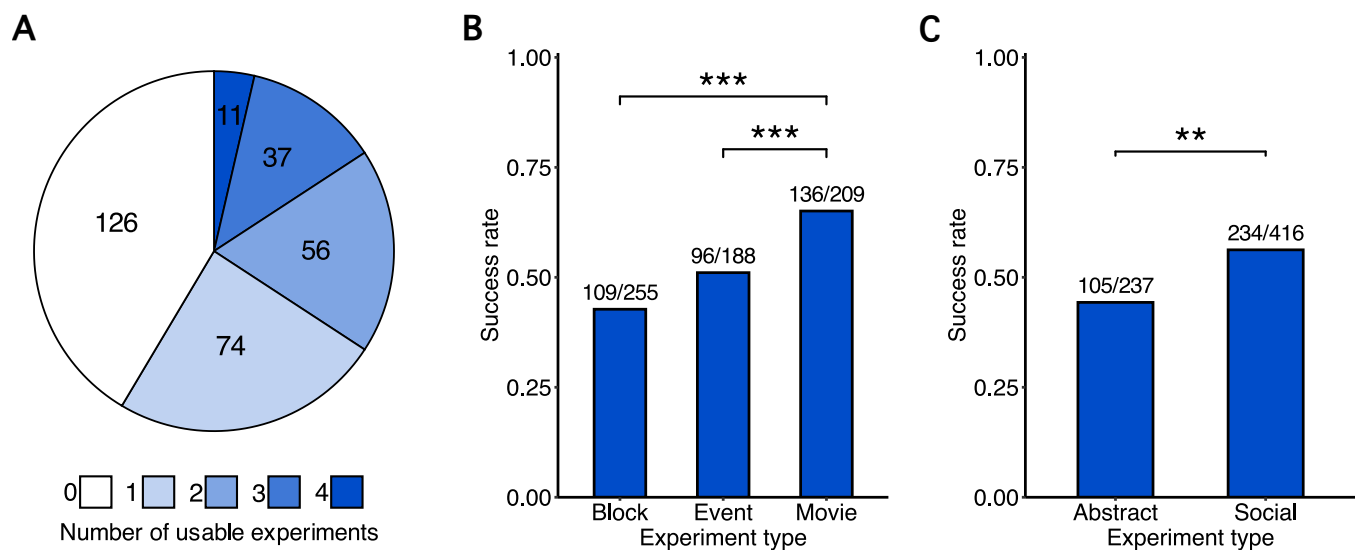 A
11
37
126
56
74
0 1 2 3 4
Number of usable experiments
B
1.00
0.75
0.50
0.25
0.00
Success rate
***
***
136/209
96/188
109/255
Block Event Movie
Experiment type
C
1.00
0.75
0.50
0.25
0.00
Success rate
**
234/416
105/237
Abstract Social
Experiment type